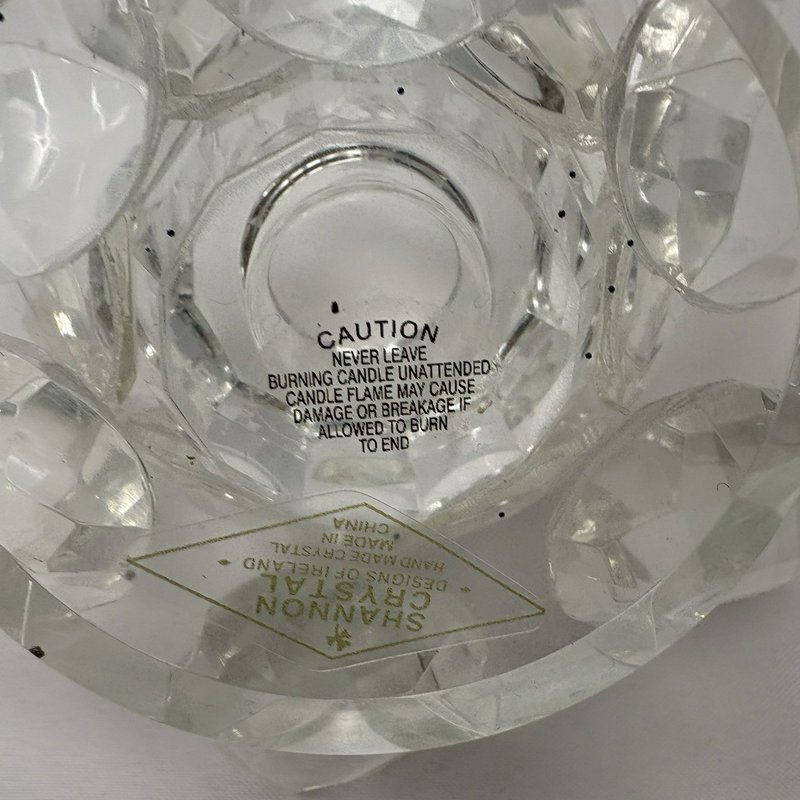 CAUTION
NEVER LEAVE
BURNING CANDLE UNATTENDED
CANDLE FLAME MAY CAUSE
DAMAGE OR BREAKAGE IF
ALLOWED TO BURN
TO END
SHANNON
CRYSTAL
DESIGNS OF IRELAND
HAND MADE CRYSTAL
MADE IN
CHINA